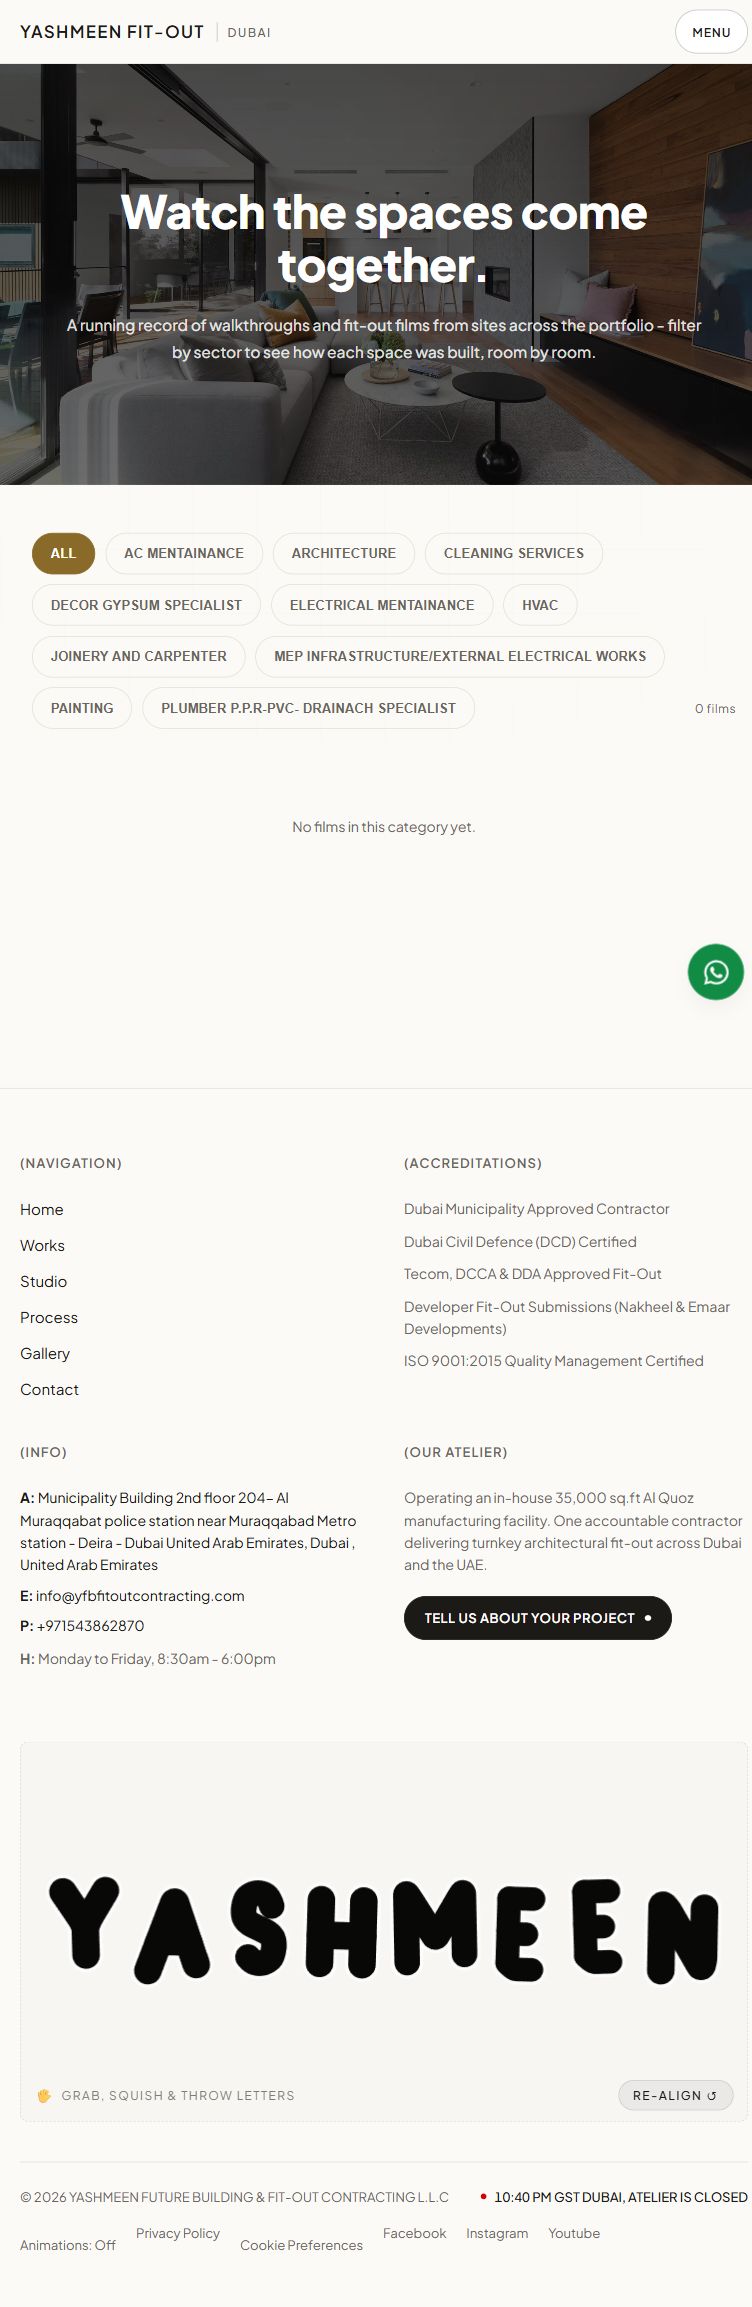 YASHMEEN FIT-OUT | DUBAI
MENU
Watch the spaces come
together.
A running record of walkthroughs and fit-out films from sites across the portfolio - filter
by sector to see how each space was built, room by room.
ALL
AC MENTAINANCE
ARCHITECTURE
CLEANING SERVICES
DECOR GYPSUM SPECIALIST
ELECTRICAL MENTAINANCE
HVAC
JOINERY AND CARPENTER
MEP INFRASTRUCTURE/EXTERNAL ELECTRICAL WORKS
PAINTING
PLUMBER P.P.R-PVC- DRAINACH SPECIALIST
0 films
No films in this category yet.
(NAVIGATION)
Home
Works
Studio
Process
Gallery
Contact
(ACCREDITATIONS)
Dubai Municipality Approved Contractor
Dubai Civil Defence (DCD) Certified
Tecom, DCCA & DDA Approved Fit-Out
Developer Fit-Out Submissions (Nakheel & Emaar
Developments)
ISO 9001:2015 Quality Management Certified
(INFO)
A: Municipality Building 2nd floor 204– Al
Muraqqabat police station near Muraqqabad Metro
station - Deira - Dubai United Arab Emirates, Dubai ,
United Arab Emirates
E: info@yfbfitoutcontracting.com
P: +971543862870
H: Monday to Friday, 8:30am - 6:00pm
(OUR ATELIER)
Operating an in-house 35,000 sq.ft Al Quoz
manufacturing facility. One accountable contractor
delivering turnkey architectural fit-out across Dubai
and the UAE.
TELL US ABOUT YOUR PROJECT
YASHMEEN
GRAB, SQUISH & THROW LETTERS
RE-ALIGN ↺
© 2026 YASHMEEN FUTURE BUILDING & FIT-OUT CONTRACTING L.L.C
10:40 PM GST DUBAI, ATELIER IS CLOSED
Animations: Off
Privacy Policy
Cookie Preferences
Facebook
Instagram
Youtube